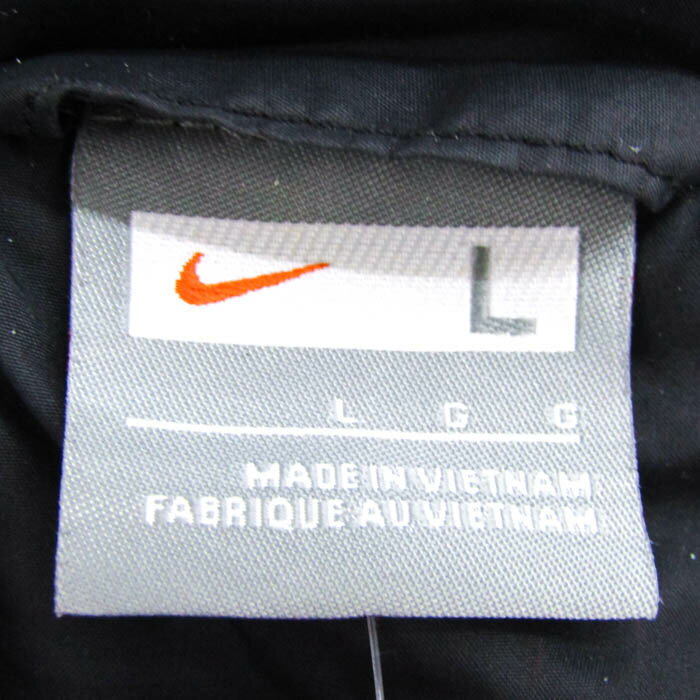 L
L G G
MADE IN VIETNAM
FABRIQUE AU VIETNAM